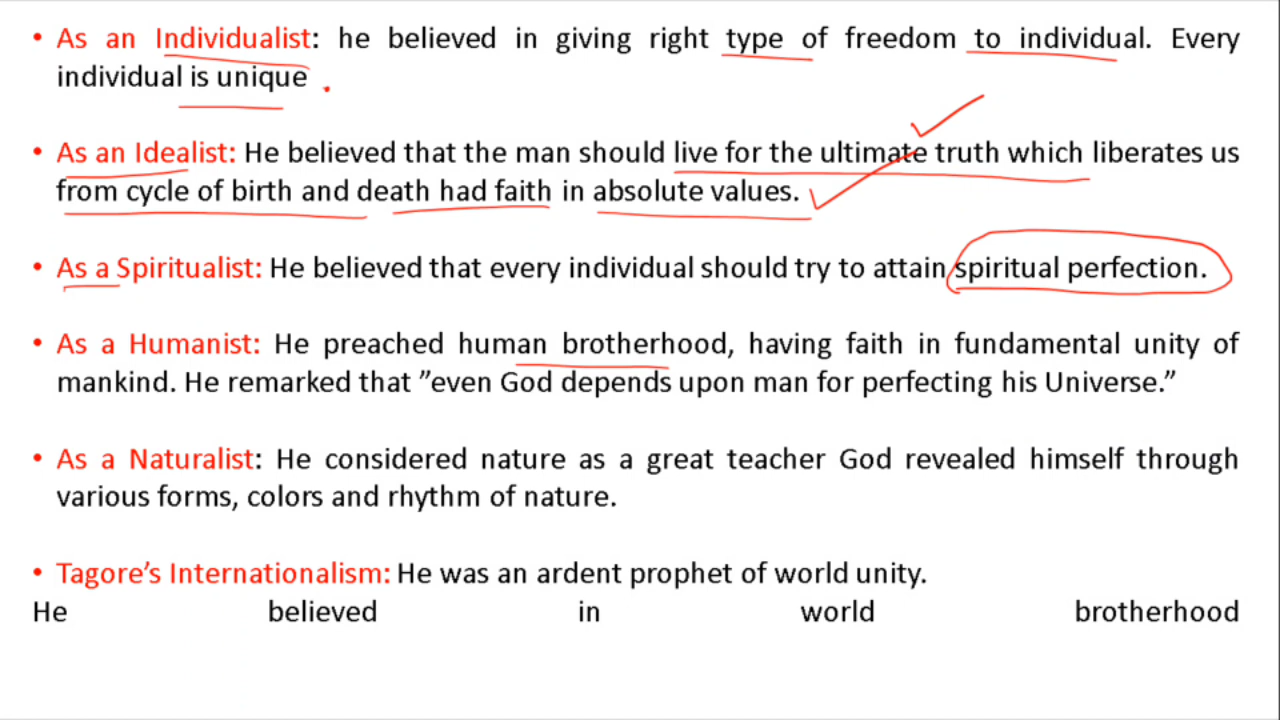 • As an Individualist: he believed in giving right type of freedom to individual. Every
individual is unique .
• As an Idealist: He believed that the man should live for the ultimate truth which liberates us
from cycle of birth and death had faith in absolute values.
• As a Spiritualist: He believed that every individual should try to attain spiritual perfection.
• As a Humanist: He preached human brotherhood, having faith in fundamental unity of
mankind. He remarked that ”even God depends upon man for perfecting his Universe.”
• As a Naturalist: He considered nature as a great teacher God revealed himself through
various forms, colors and rhythm of nature.
• Tagore’s Internationalism: He was an ardent prophet of world unity.
He believed in world brotherhood